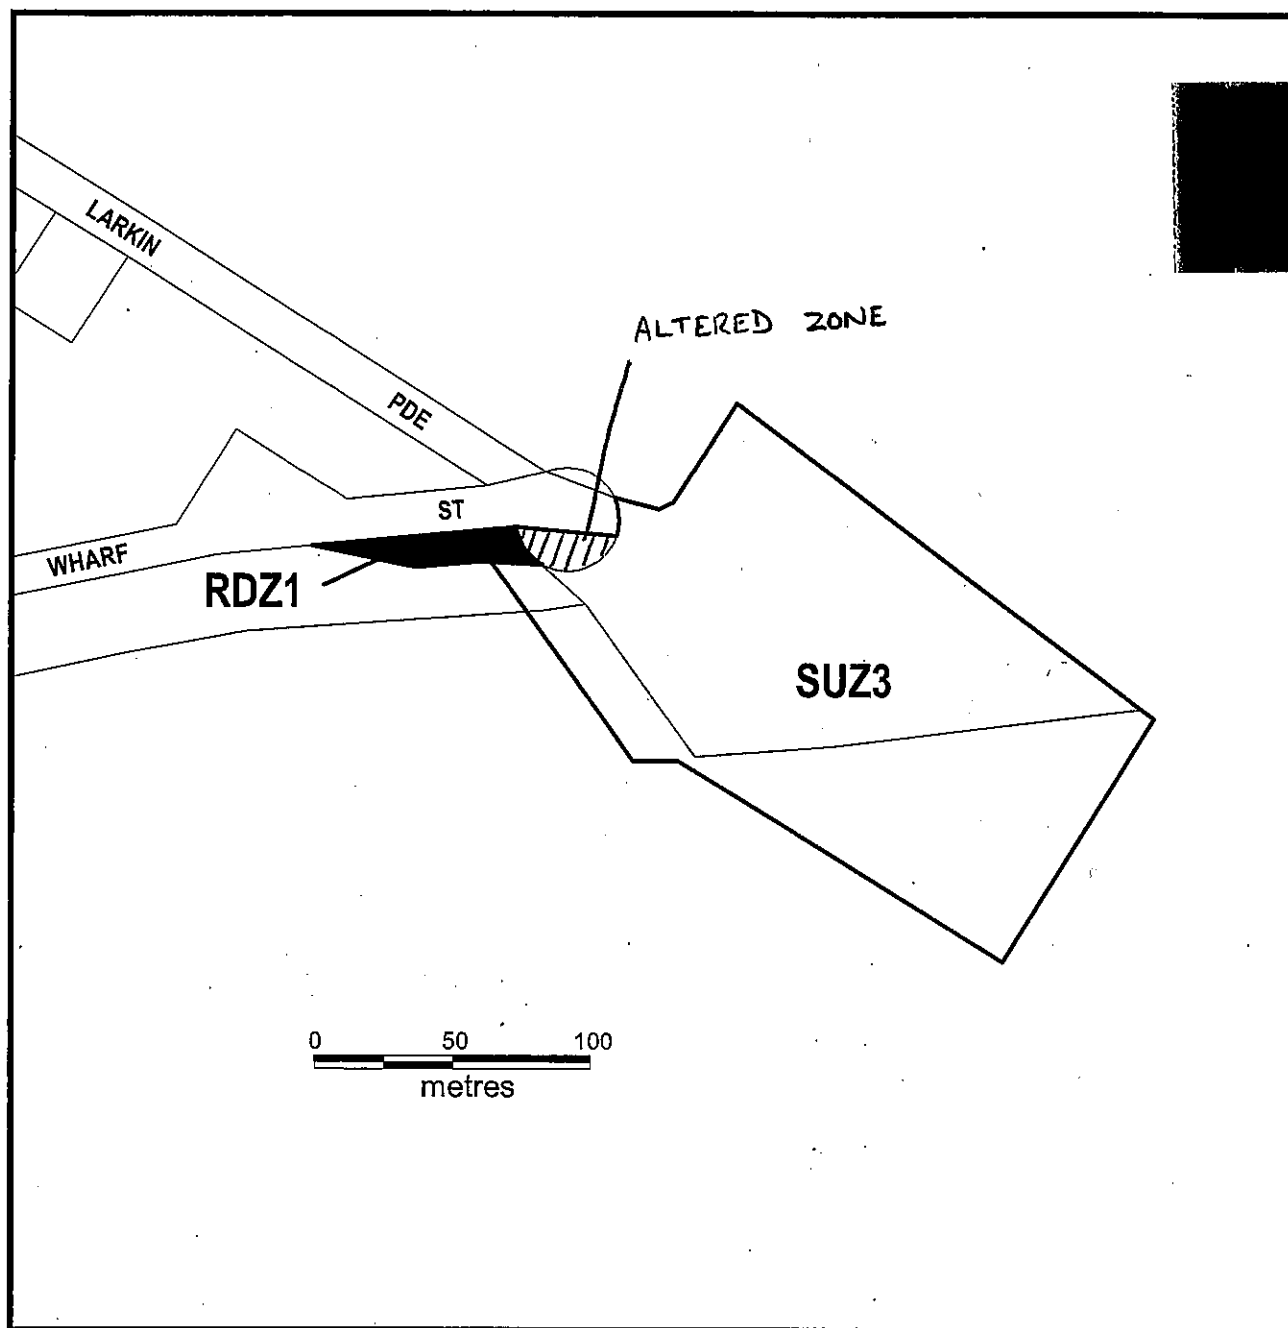 LARKIN
PDE
ALTERED ZONE
ST
WHARF
RDZ1
SUZ3
0 50 100
metres